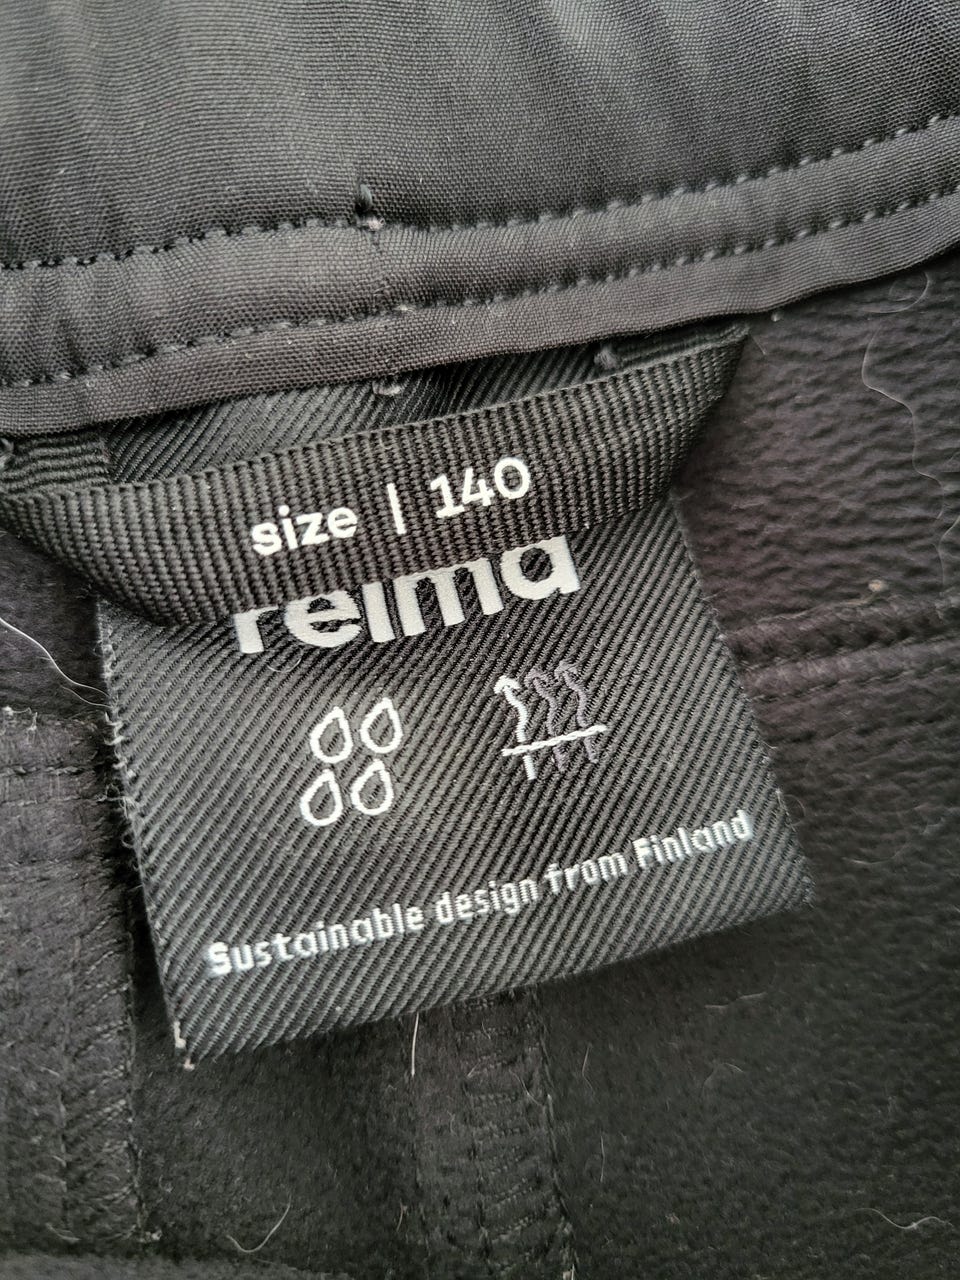 size | 140
reima
Sustainable design from Finland